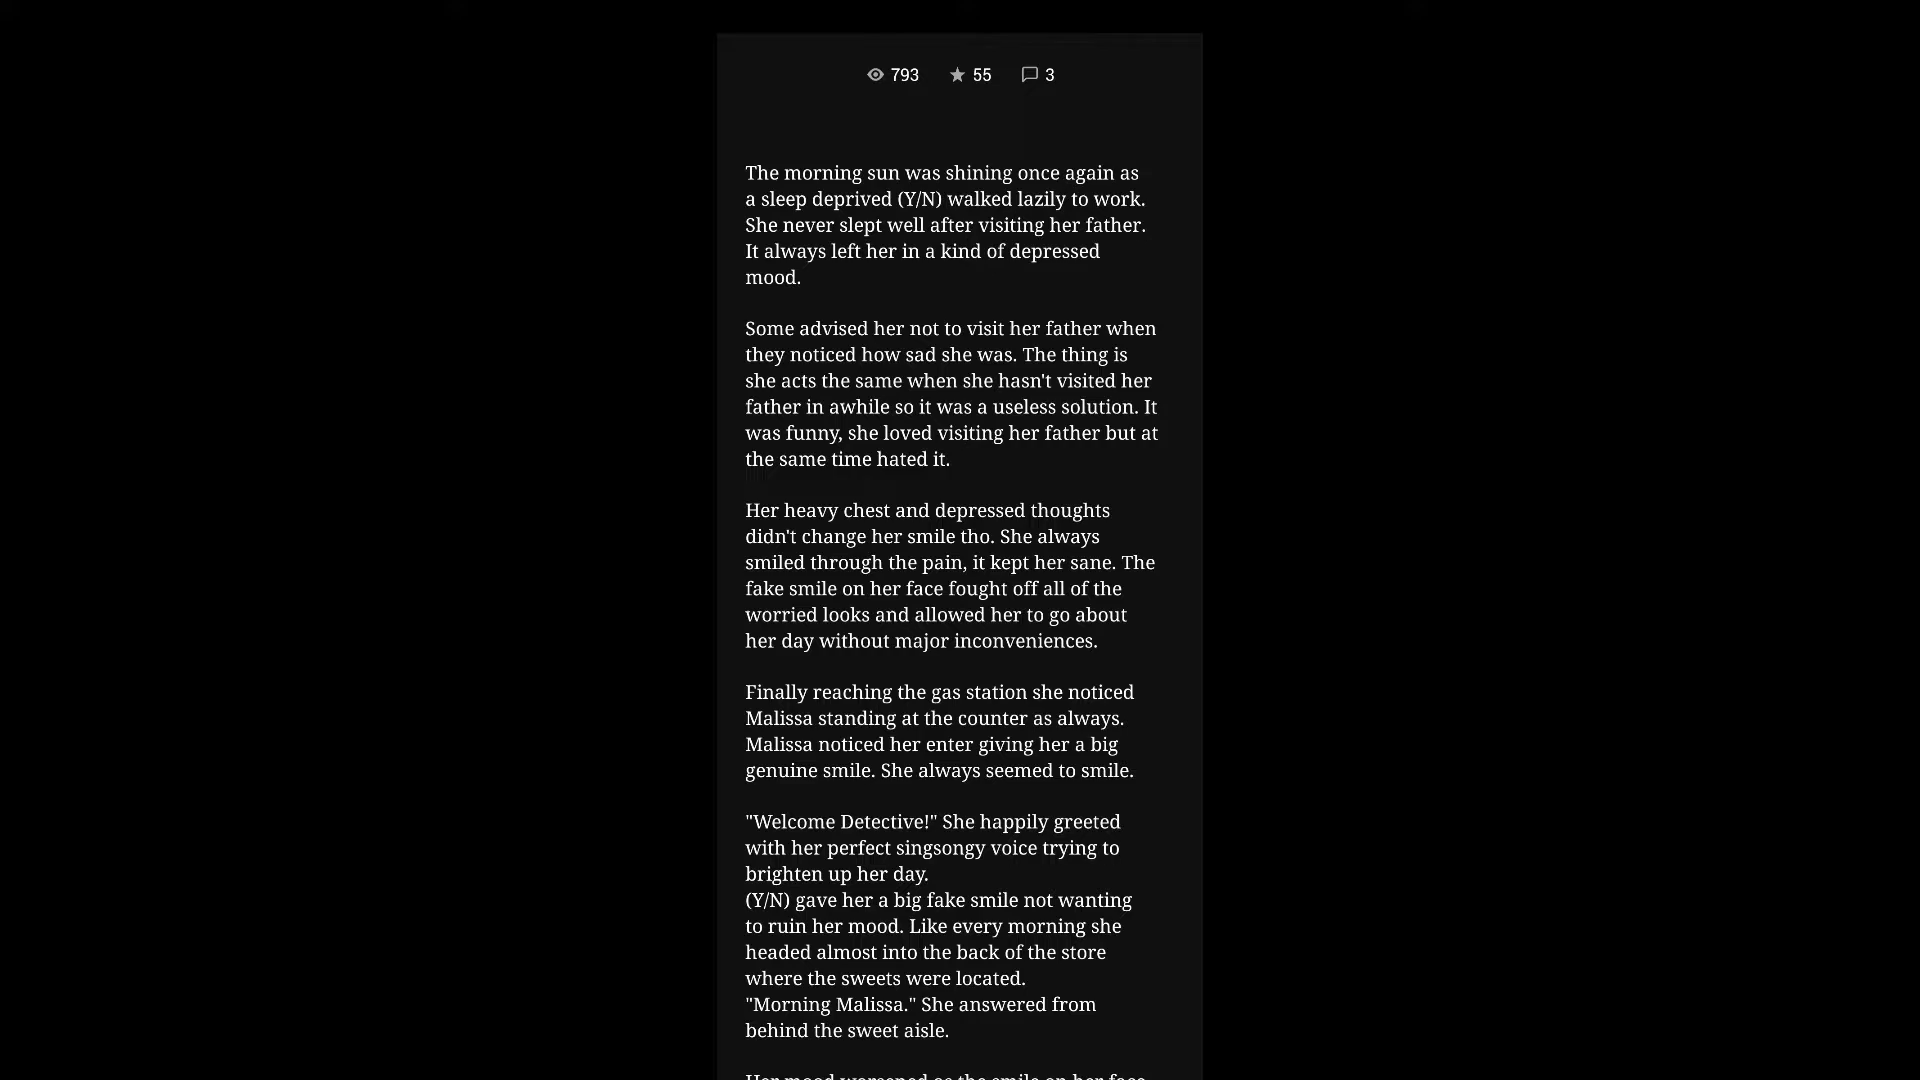 793 55 3
The morning sun was shining once again as
a sleep deprived (Y/N) walked lazily to work.
She never slept well after visiting her father.
It always left her in a kind of depressed
mood.
Some advised her not to visit her father when
they noticed how sad she was. The thing is
she acts the same when she hasn't visited her
father in awhile so it was a useless solution. It
was funny, she loved visiting her father but at
the same time hated it.
Her heavy chest and depressed thoughts
didn't change her smile tho. She always
smiled through the pain, it kept her sane. The
fake smile on her face fought off all of the
worried looks and allowed her to go about
her day without major inconveniences.
Finally reaching the gas station she noticed
Malissa standing at the counter as always.
Malissa noticed her enter giving her a big
genuine smile. She always seemed to smile.
"Welcome Detective!" She happily greeted
with her perfect singsongy voice trying to
brighten up her day.
(Y/N) gave her a big fake smile not wanting
to ruin her mood. Like every morning she
headed almost into the back of the store
where the sweets were located.
"Morning Malissa." She answered from
behind the sweet aisle.
Her mood worsened as the smile on her face